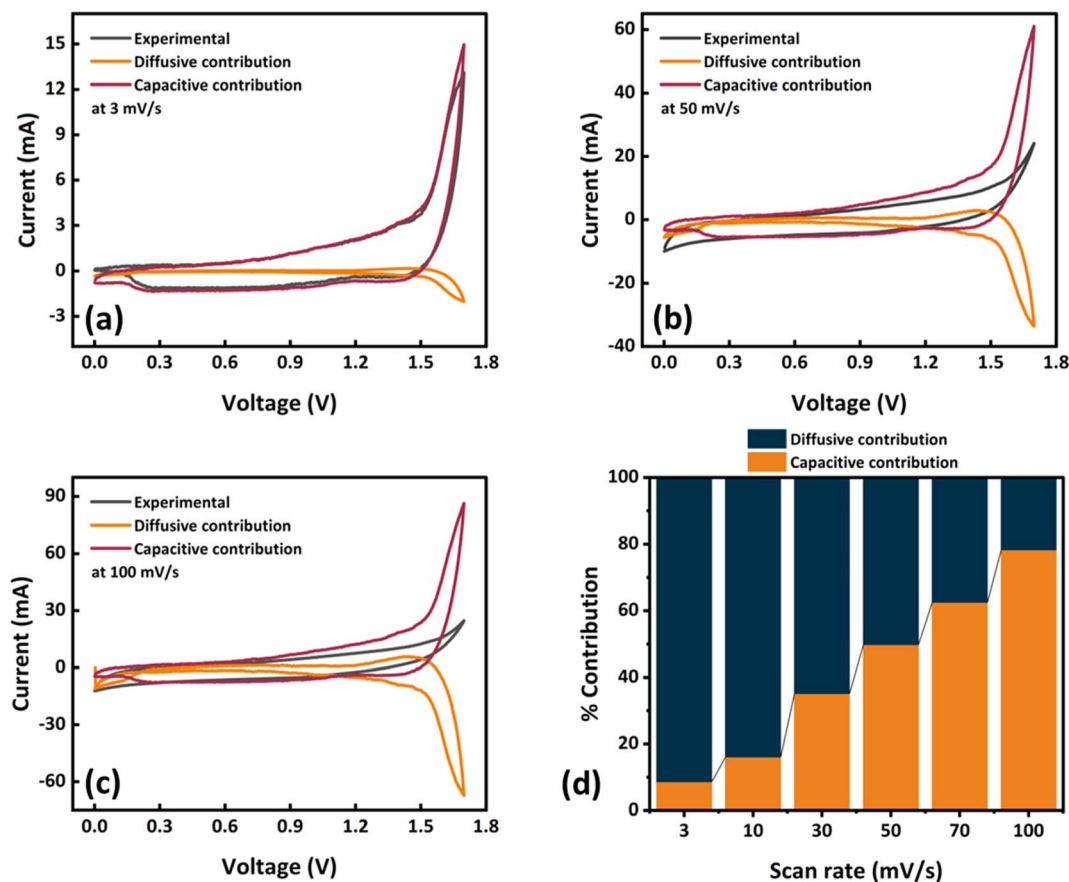 15
12
9
6
3
0
-3
Current (mA)
Experimental
Diffusive contribution
Capacitive contribution
at 3 mV/s
(a)
0.0 0.3 0.6 0.9 1.2 1.5 1.8
Voltage (V)
60
40
20
0
-20
-40
Current (mA)
Experimental
Diffusive contribution
Capacitive contribution
at 50 mV/s
(b)
0.0 0.3 0.6 0.9 1.2 1.5 1.8
Voltage (V)
90
60
30
0
-30
-60
Current (mA)
Experimental
Diffusive contribution
Capacitive contribution
at 100 mV/s
(c)
0.0 0.3 0.6 0.9 1.2 1.5 1.8
Voltage (V)
Diffusive contribution
Capacitive contribution
100
80
60
40
20
0
% Contribution
(d)
3 10 30 50 70 100
Scan rate (mV/s)